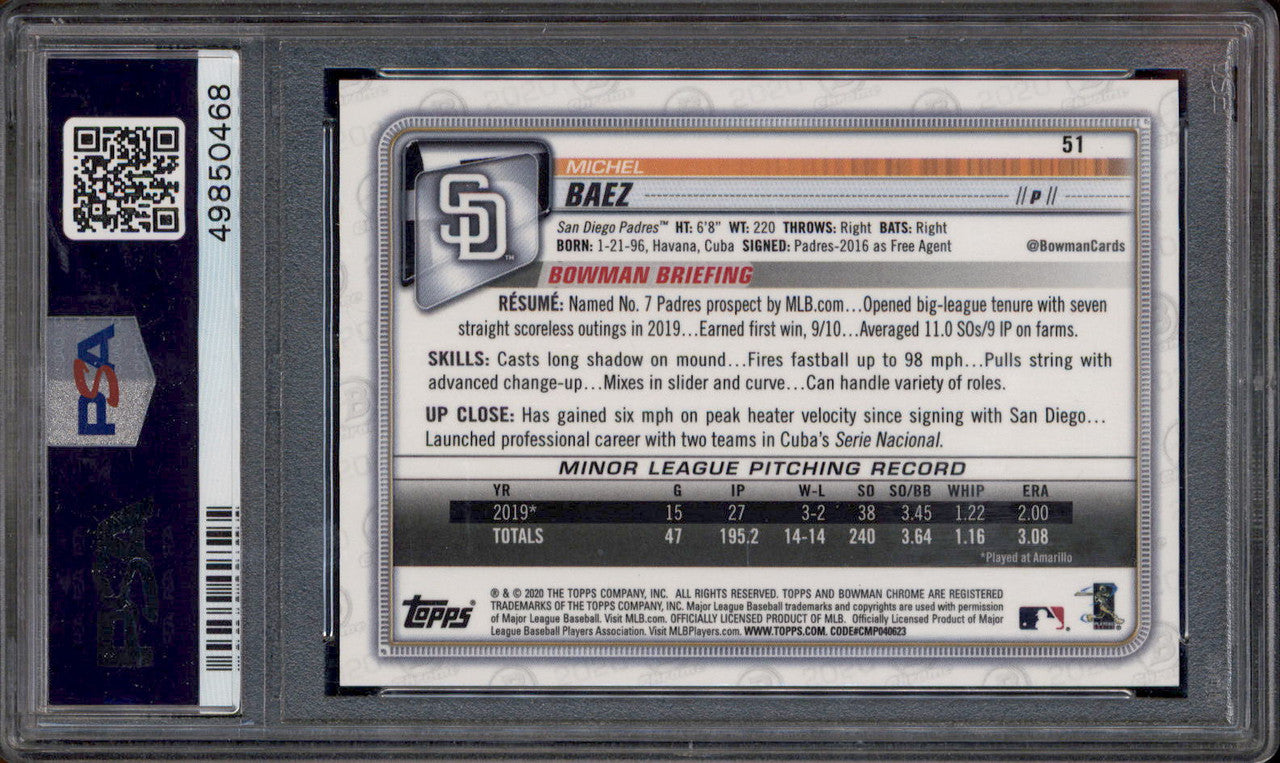 49850468
PSA
51
MICHEL
BAEZ
// P //
SD
San Diego Padres™ HT: 6'8" WT: 220 THROWS: Right BATS: Right
BORN: 1-21-96, Havana, Cuba SIGNED: Padres-2016 as Free Agent
@BowmanCards
BOWMAN BRIEFING
RÉSUMÉ: Named No. 7 Padres prospect by MLB.com...Opened big-league tenure with seven
straight scoreless outings in 2019...Earned first win, 9/10...Averaged 11.0 SOs/9 IP on farms.
SKILLS: Casts long shadow on mound...Fires fastball up to 98 mph...Pulls string with
advanced change-up...Mixes in slider and curve...Can handle variety of roles.
UP CLOSE: Has gained six mph on peak heater velocity since signing with San Diego...
Launched professional career with two teams in Cuba's Serie Nacional.
MINOR LEAGUE PITCHING RECORD
YR G IP W-L SO SO/BB WHIP ERA
2019* 15 27 3-2 38 3.45 1.22 2.00
TOTALS 47 195.2 14-14 240 3.64 1.16 3.08
*Played at Amarillo
topps
® & © 2020 THE TOPPS COMPANY, INC. ALL RIGHTS RESERVED. TOPPS AND BOWMAN CHROME ARE REGISTERED
TRADEMARKS OF THE TOPPS COMPANY, INC. Major League Baseball trademarks and copyrights are used with permission
of Major League Baseball. Visit MLB.com. OFFICIALLY LICENSED PRODUCT OF MLB. Officially Licensed Product of Major
League Baseball Players Association. Visit MLBPlayers.com. WWW.TOPPS.COM. CODE#CMP040623